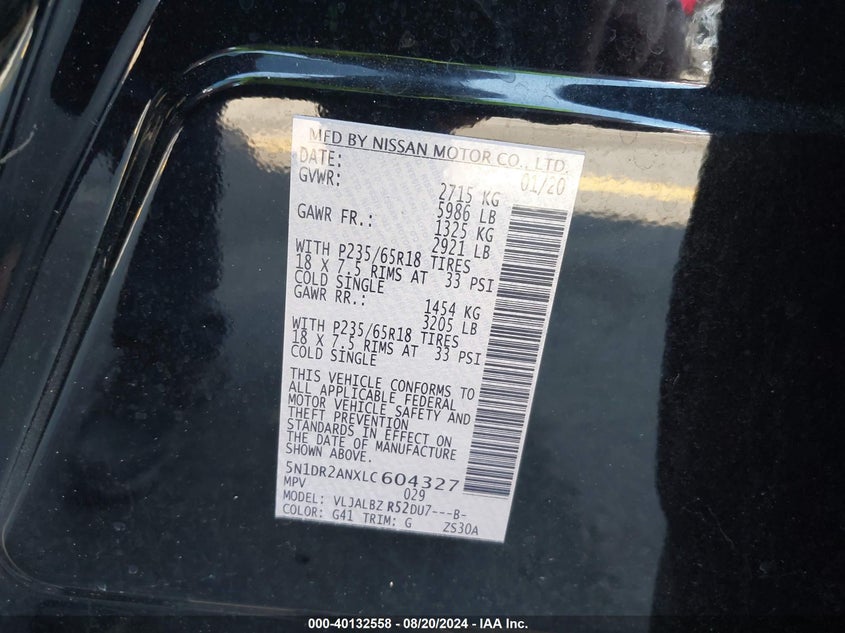 MFD BY NISSAN MOTOR CO., LTD.
DATE: 01/20
GVWR: 2715 KG
5986 LB
GAWR FR.: 1325 KG
2921 LB
WITH P235/65R18 TIRES
18 X 7.5 RIMS AT 33 PSI
COLD SINGLE
GAWR RR.: 1454 KG
3205 LB
WITH P235/65R18 TIRES
18 X 7.5 RIMS AT 33 PSI
COLD SINGLE
THIS VEHICLE CONFORMS TO
ALL APPLICABLE FEDERAL
MOTOR VEHICLE SAFETY AND
THEFT PREVENTION
STANDARDS IN EFFECT ON
THE DATE OF MANUFACTURE
SHOWN ABOVE.
5N1DR2ANXLC604327
MPV 029
MODEL: VLJALBZ R52DU7---B-
COLOR: G41 TRIM: G ZS30A
000-40132558 - 08/20/2024 - IAA Inc.